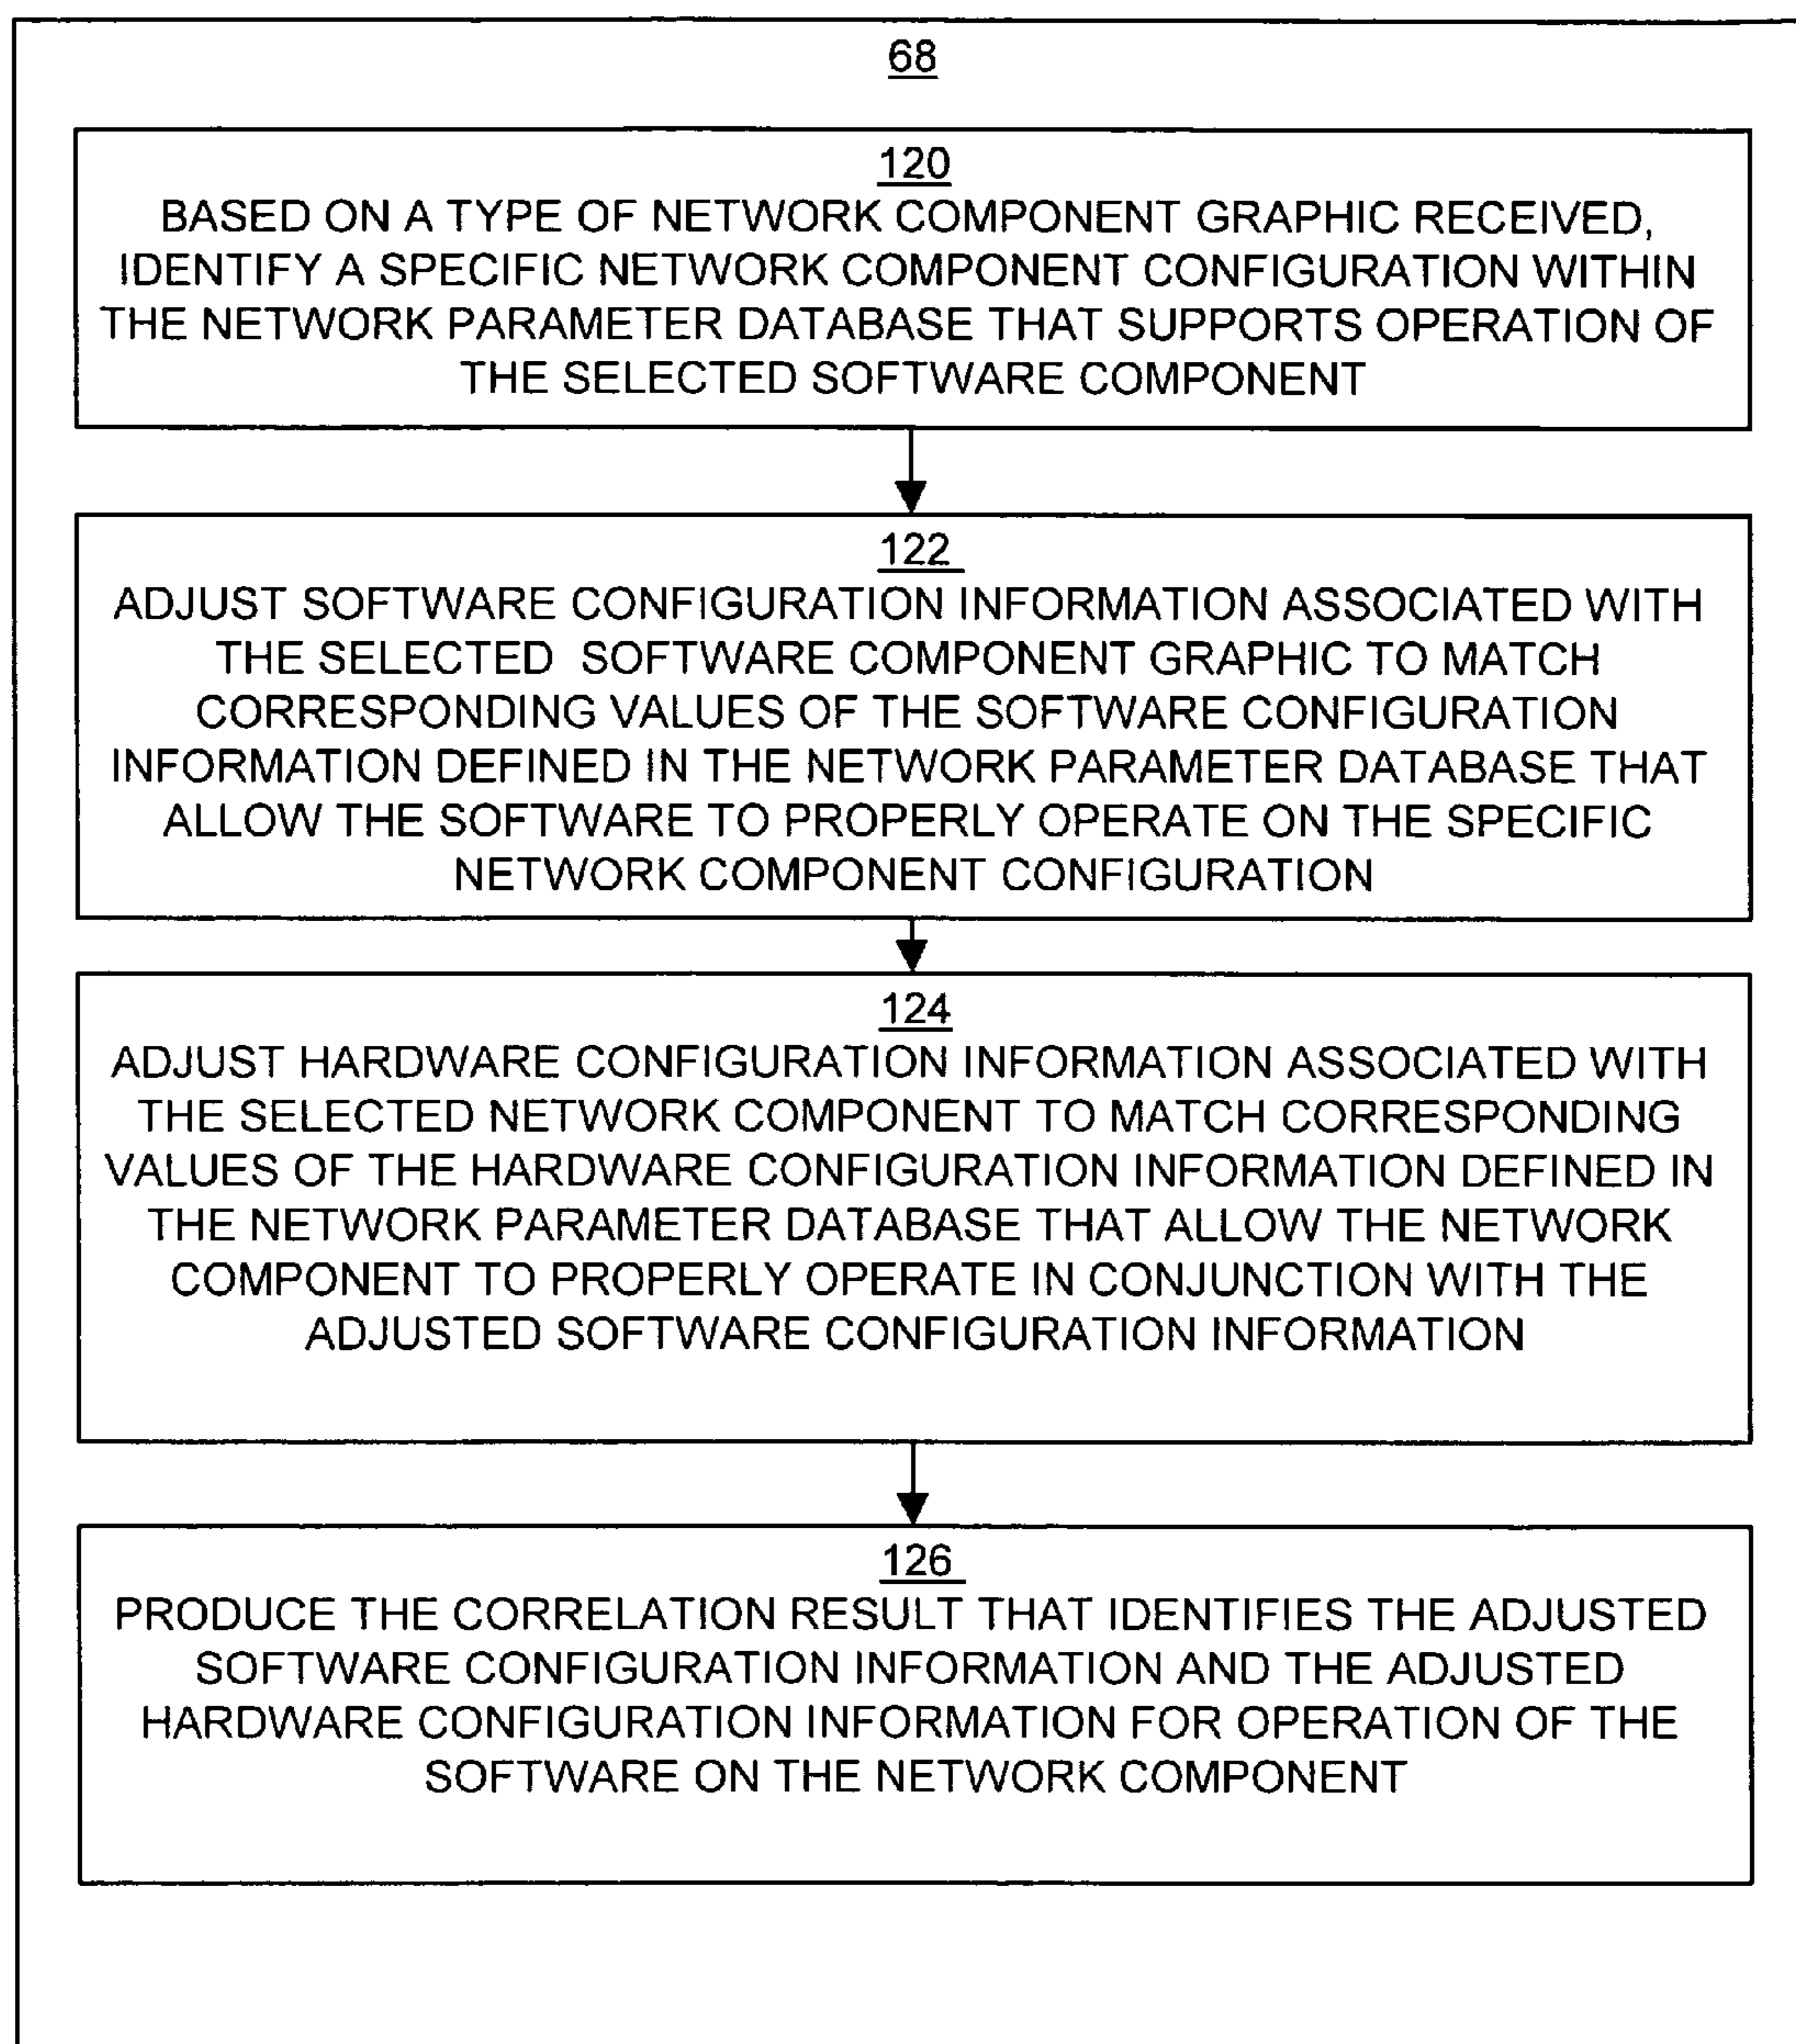 68
120
BASED ON A TYPE OF NETWORK COMPONENT GRAPHIC RECEIVED,
IDENTIFY A SPECIFIC NETWORK COMPONENT CONFIGURATION WITHIN
THE NETWORK PARAMETER DATABASE THAT SUPPORTS OPERATION OF
THE SELECTED SOFTWARE COMPONENT
122
ADJUST SOFTWARE CONFIGURATION INFORMATION ASSOCIATED WITH
THE SELECTED SOFTWARE COMPONENT GRAPHIC TO MATCH
CORRESPONDING VALUES OF THE SOFTWARE CONFIGURATION
INFORMATION DEFINED IN THE NETWORK PARAMETER DATABASE THAT
ALLOW THE SOFTWARE TO PROPERLY OPERATE ON THE SPECIFIC
NETWORK COMPONENT CONFIGURATION
124
ADJUST HARDWARE CONFIGURATION INFORMATION ASSOCIATED WITH
THE SELECTED NETWORK COMPONENT TO MATCH CORRESPONDING
VALUES OF THE HARDWARE CONFIGURATION INFORMATION DEFINED IN
THE NETWORK PARAMETER DATABASE THAT ALLOW THE NETWORK
COMPONENT TO PROPERLY OPERATE IN CONJUNCTION WITH THE
ADJUSTED SOFTWARE CONFIGURATION INFORMATION
126
PRODUCE THE CORRELATION RESULT THAT IDENTIFIES THE ADJUSTED
SOFTWARE CONFIGURATION INFORMATION AND THE ADJUSTED
HARDWARE CONFIGURATION INFORMATION FOR OPERATION OF THE
SOFTWARE ON THE NETWORK COMPONENT